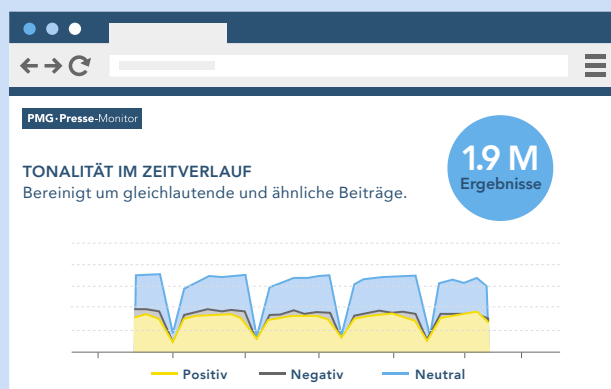 PMG·Presse-Monitor
TONALITÄT IM ZEITVERLAUF
Bereinigt um gleichlautende und ähnliche Beiträge.
1.9 M
Ergebnisse
Positiv
Negativ
Neutral